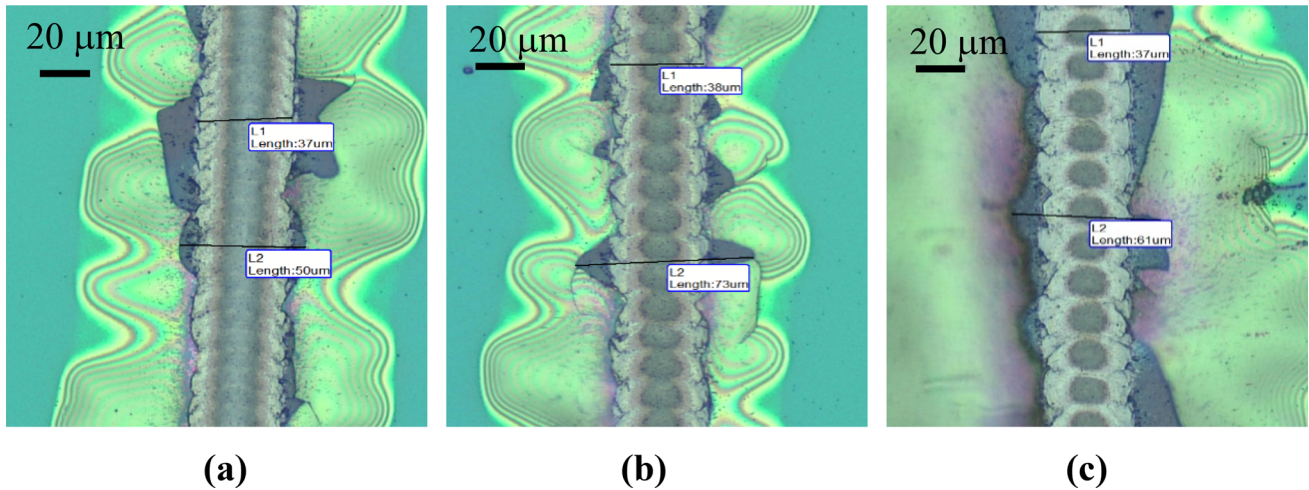 20 μm
L1
Length:37um
L2
Length:50um
(a)
20 μm
L1
Length:38um
L2
Length:73um
(b)
20 μm
L1
Length:37um
L2
Length:61um
(c)